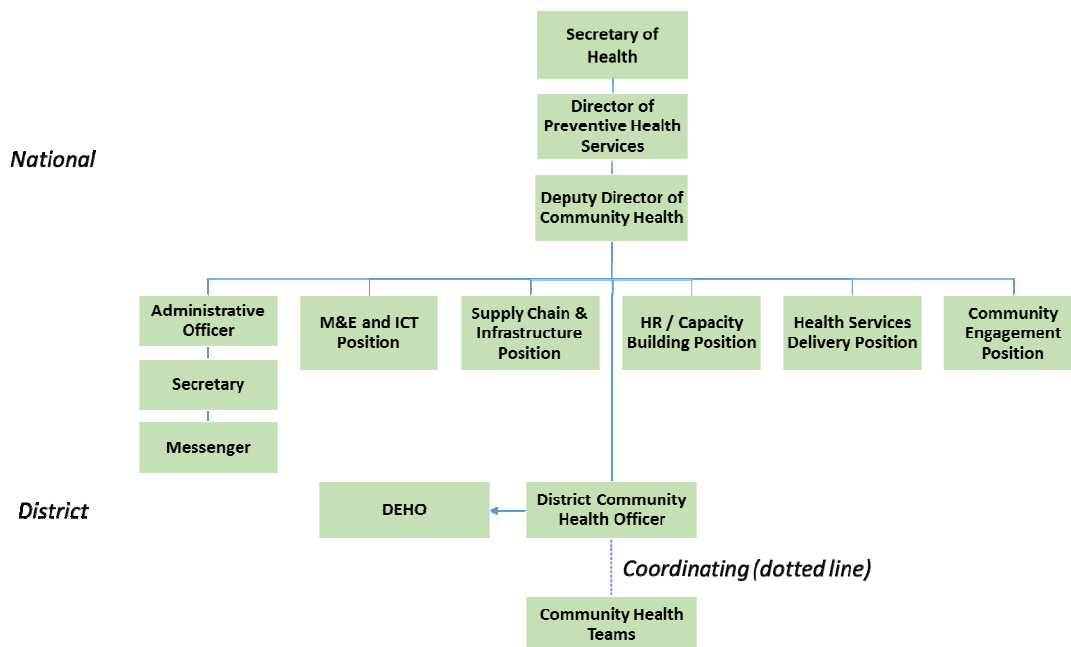 Secretary of
Health
Director of
Preventive Health
Services
National
Deputy Director of
Community Health
Administrative
Officer
M&E and ICT
Position
Supply Chain &
Infrastructure
Position
HR / Capacity
Building Position
Health Services
Delivery Position
Community
Engagement
Position
Secretary
Messenger
District
DEHO
District Community
Health Officer
Coordinating (dotted line)
Community Health
Teams